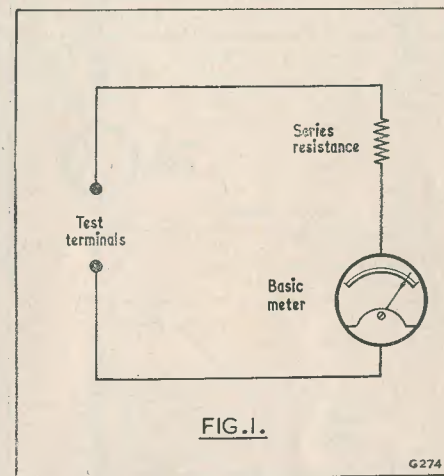 Series
resistance
Test
terminals
Basic
meter
FIG.1.
G274